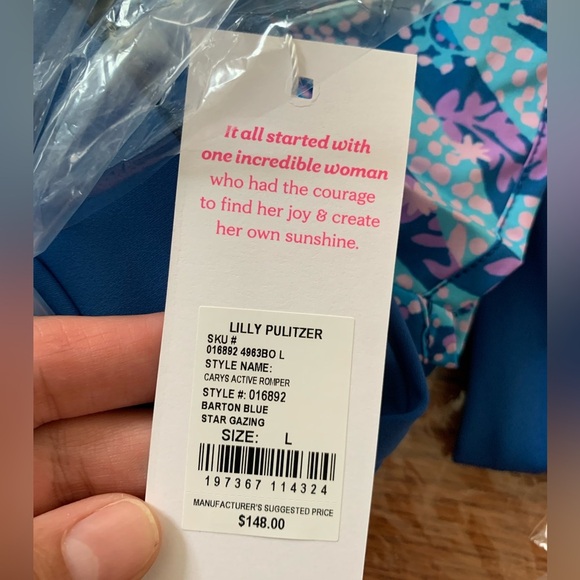 It all started with
one incredible woman
who had the courage
to find her joy & create
her own sunshine.
LILLY PULITZER
SKU #
016892 4963BO L
STYLE NAME:
CARYS ACTIVE ROMPER
STYLE #: 016892
BARTON BLUE
STAR GAZING
SIZE: L
197367 114324
MANUFACTURER'S SUGGESTED PRICE
$148.00